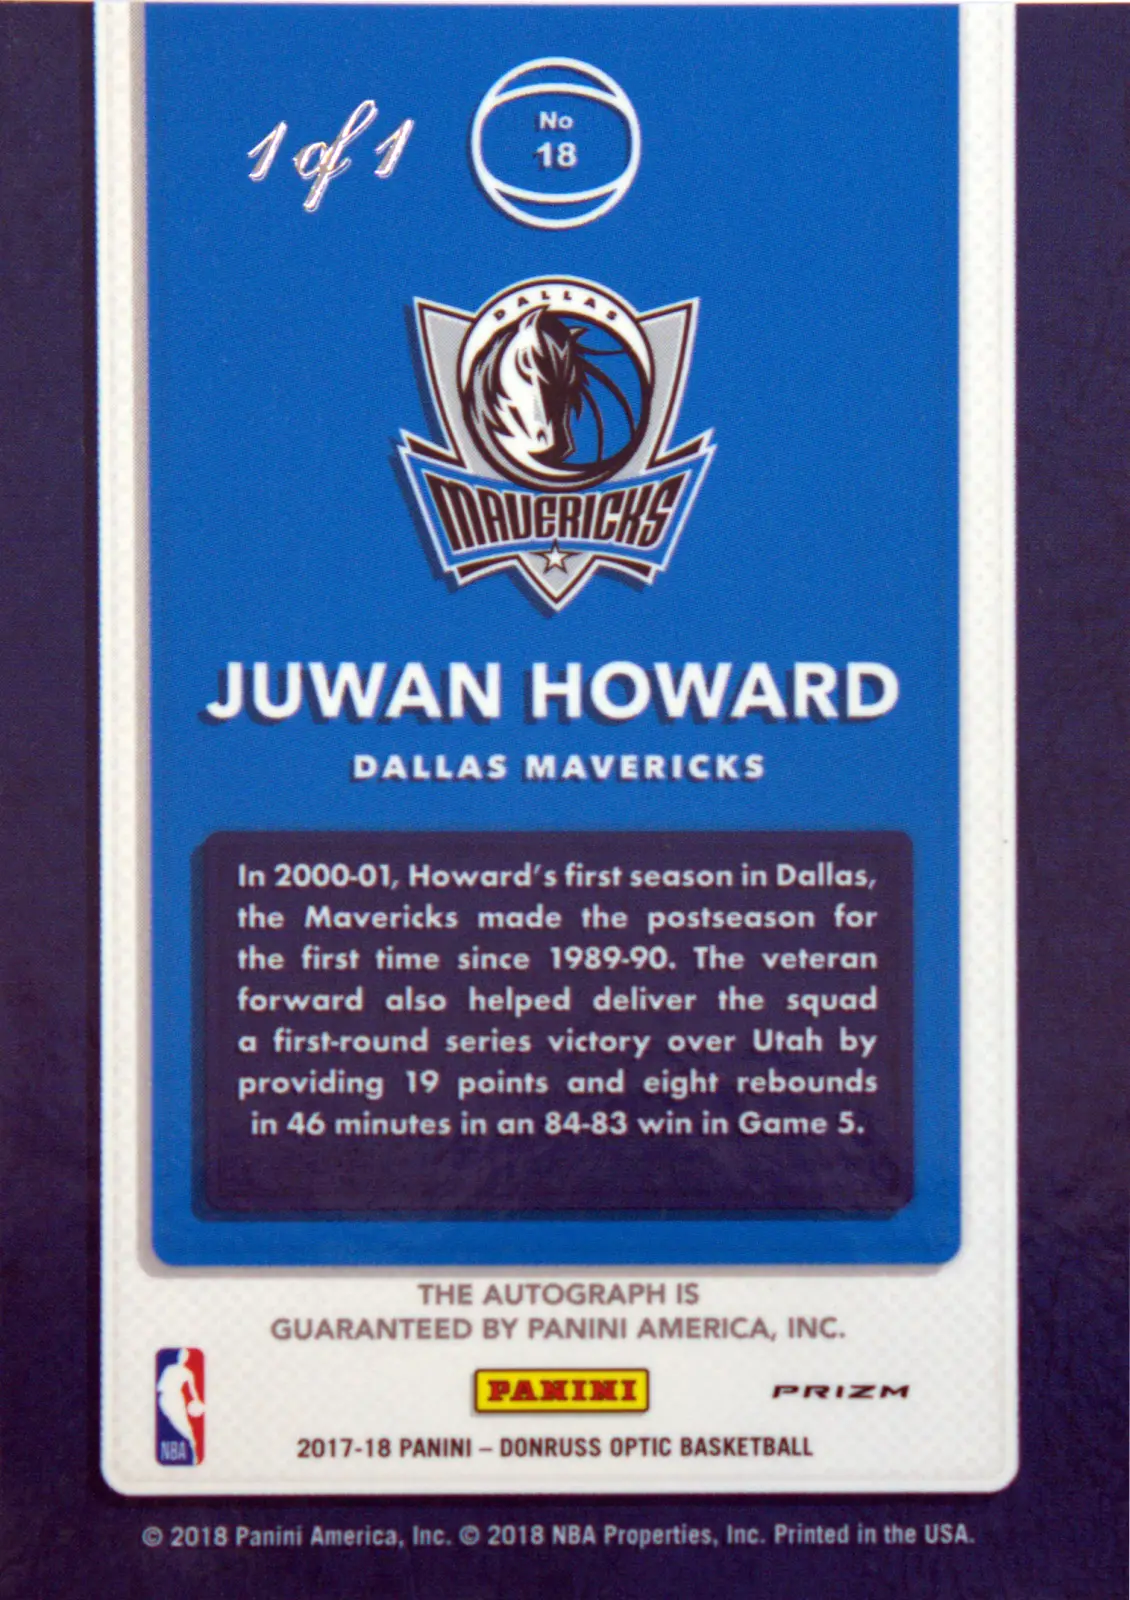 1 of 1
No
18
DALLAS
MAVERICKS
JUWAN HOWARD
DALLAS MAVERICKS
In 2000-01, Howard's first season in Dallas,
the Mavericks made the postseason for
the first time since 1989-90. The veteran
forward also helped deliver the squad
a first-round series victory over Utah by
providing 19 points and eight rebounds
in 46 minutes in an 84-83 win in Game 5.
THE AUTOGRAPH IS
GUARANTEED BY PANINI AMERICA, INC.
NBA
PANINI
PRIZM
2017-18 PANINI – DONRUSS OPTIC BASKETBALL
© 2018 Panini America, Inc. © 2018 NBA Properties, Inc. Printed in the USA.